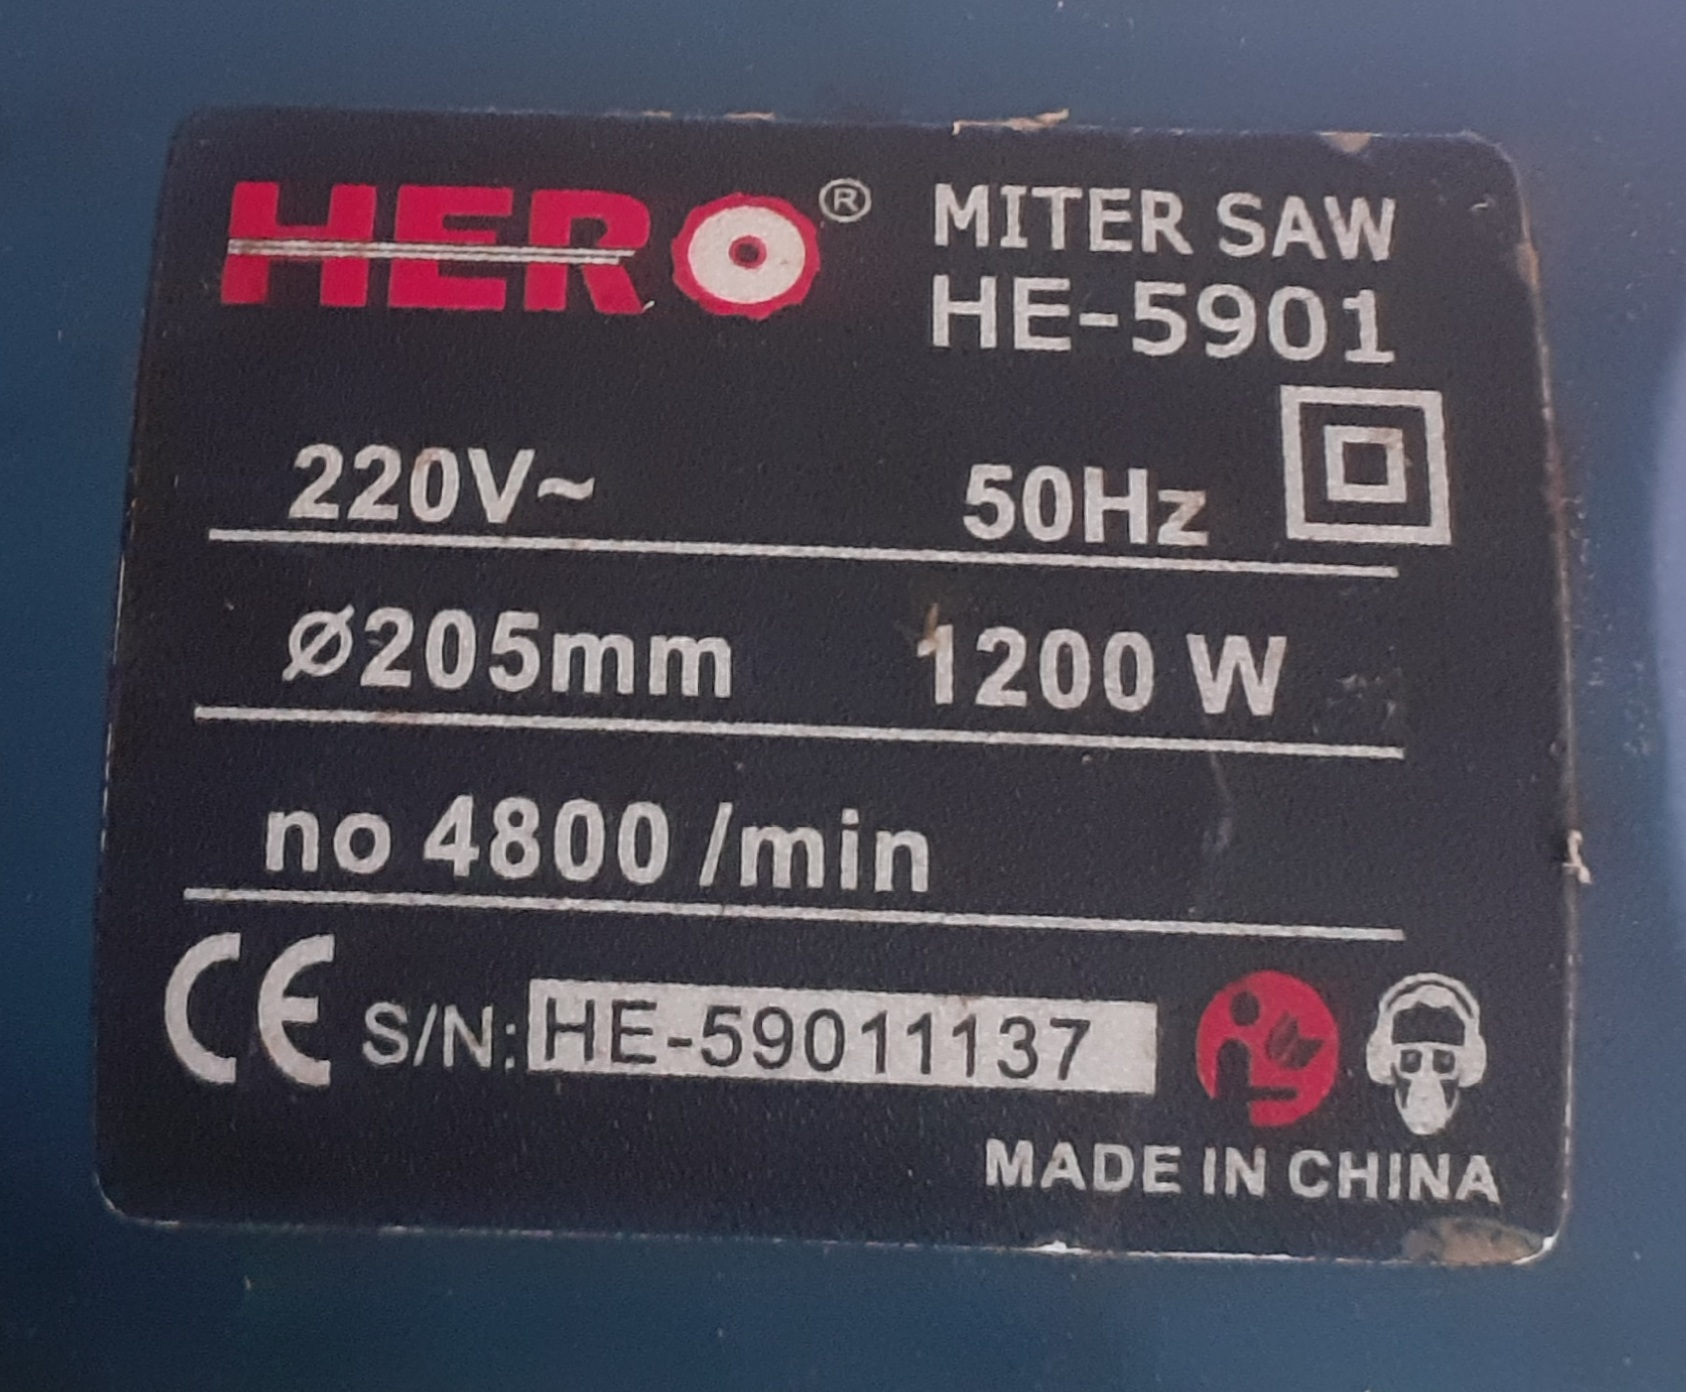 HERO® MITER SAW
HE-5901
220V~ 50Hz
Ø205mm 1200 W
no 4800 /min
CE S/N: HE-59011137
MADE IN CHINA